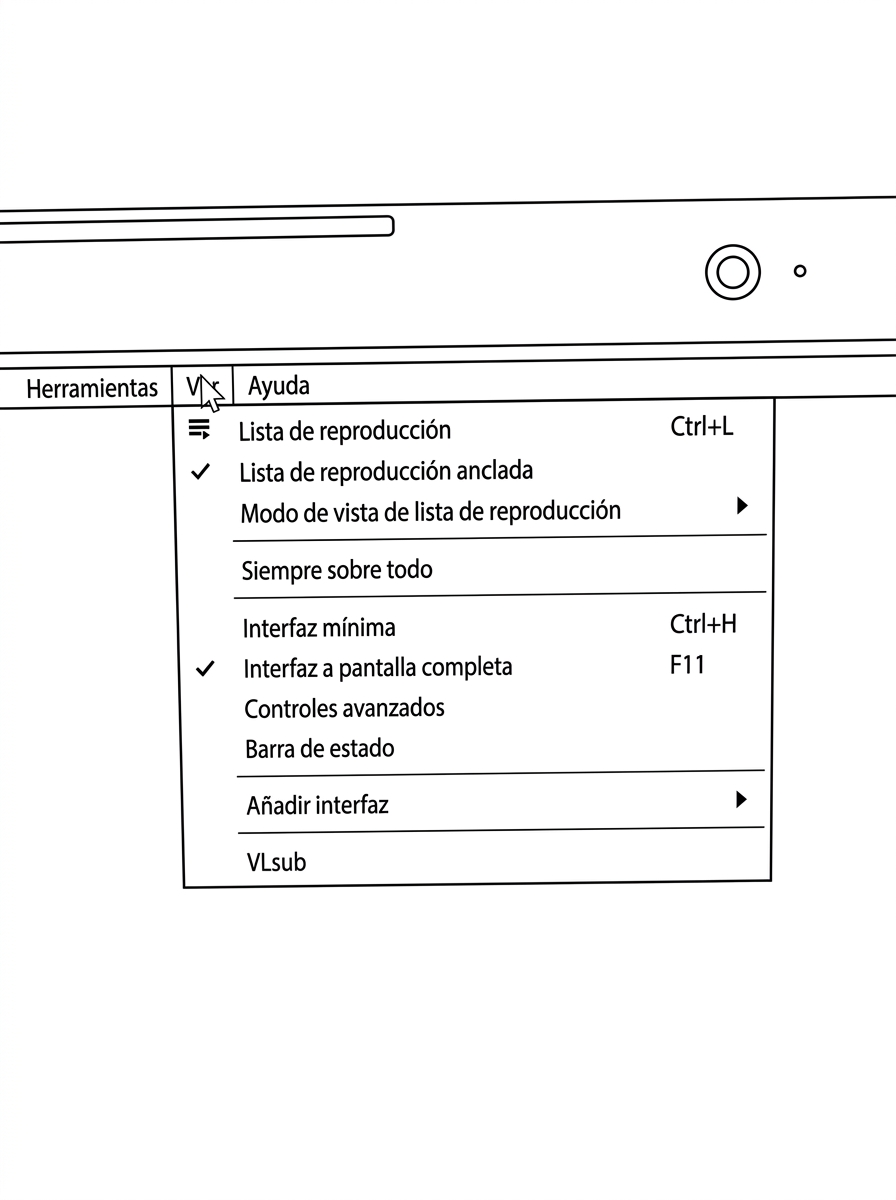 Herramientas Ayuda
Lista de reproducción Ctrl+L
Lista de reproducción anclada
Modo de vista de lista de reproducción
Siempre sobre todo
Interfaz mínima Ctrl+H
Interfaz a pantalla completa F11
Controles avanzados
Barra de estado
Añadir interfaz
VLsub